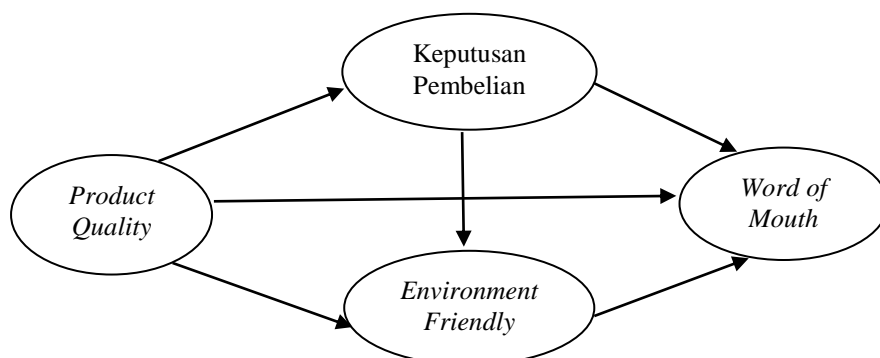 Keputusan
Pembelian
Product
Quality
Word of
Mouth
Environment
Friendly